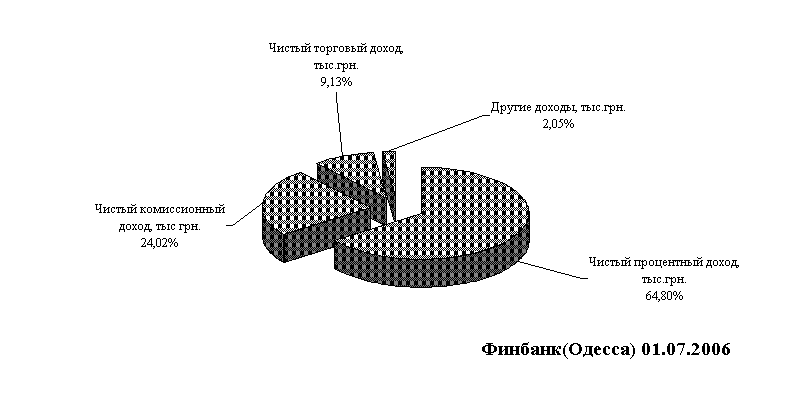 Чистый торговый доход,
тыс.грн.
9,13%
Другие доходы, тыс.грн.
2,05%
Чистый комиссионный
доход, тыс грн.
24,02%
Чистый процентный доход,
тыс.грн.
64,80%
Финбанк(Одесса) 01.07.2006